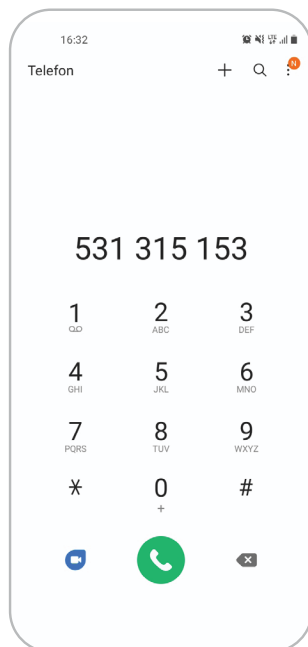 16:32
Telefon
N
531 315 153
1 2 3
ABC DEF
4 5 6
GHI JKL MNO
7 8 9
PQRS TUV WXYZ
* 0 #
+